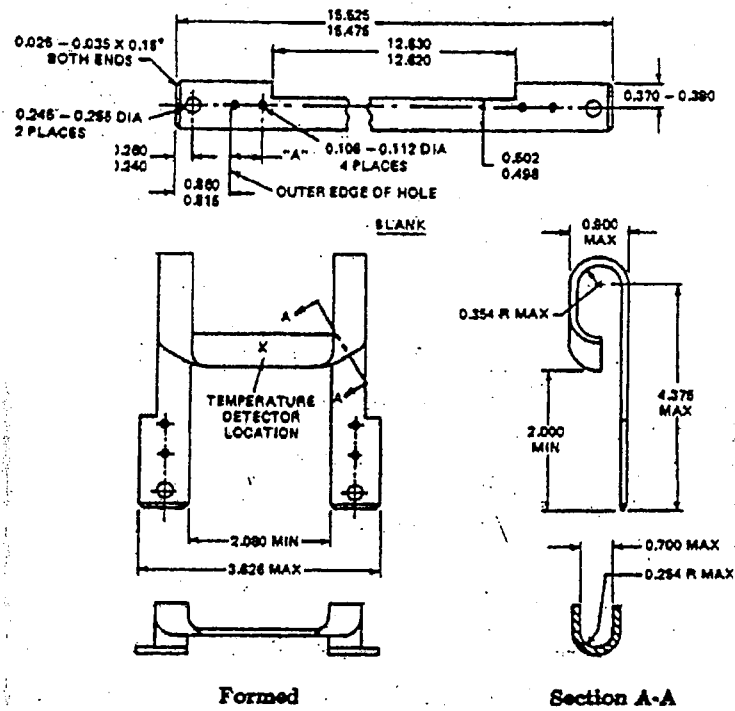 15.525
15.475
12.630
12.620
0.025 – 0.035 X 0.15"
BOTH ENDS
0.370 – 0.380
0.245 – 0.255 DIA
2 PLACES
0.106 – 0.112 DIA
4 PLACES
"A"
0.260
0.240
0.502
0.498
0.860
0.815
OUTER EDGE OF HOLE
BLANK
0.900
MAX
0.354 R MAX
A
X
TEMPERATURE
DETECTOR
LOCATION
A
4.375
MAX
2.000
MIN
2.080 MIN
3.625 MAX
0.700 MAX
0.254 R MAX
Formed
Section A-A